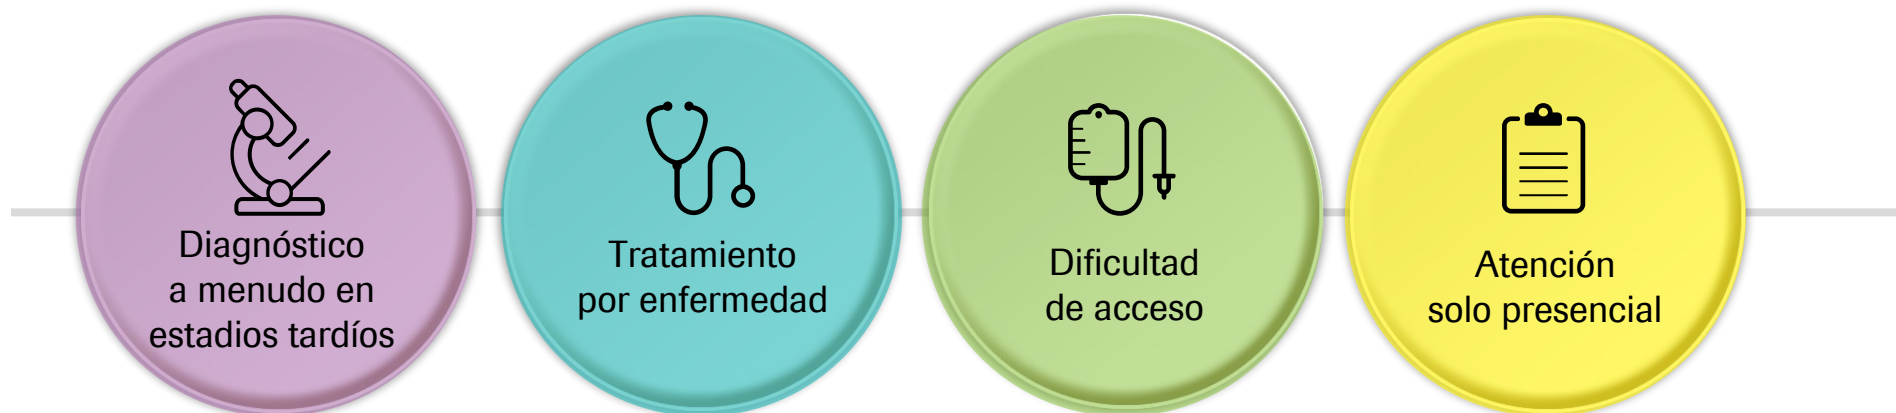 Diagnóstico
a menudo en
estadios tardíos
Tratamiento
por enfermedad
Dificultad
de acceso
Atención
solo presencial